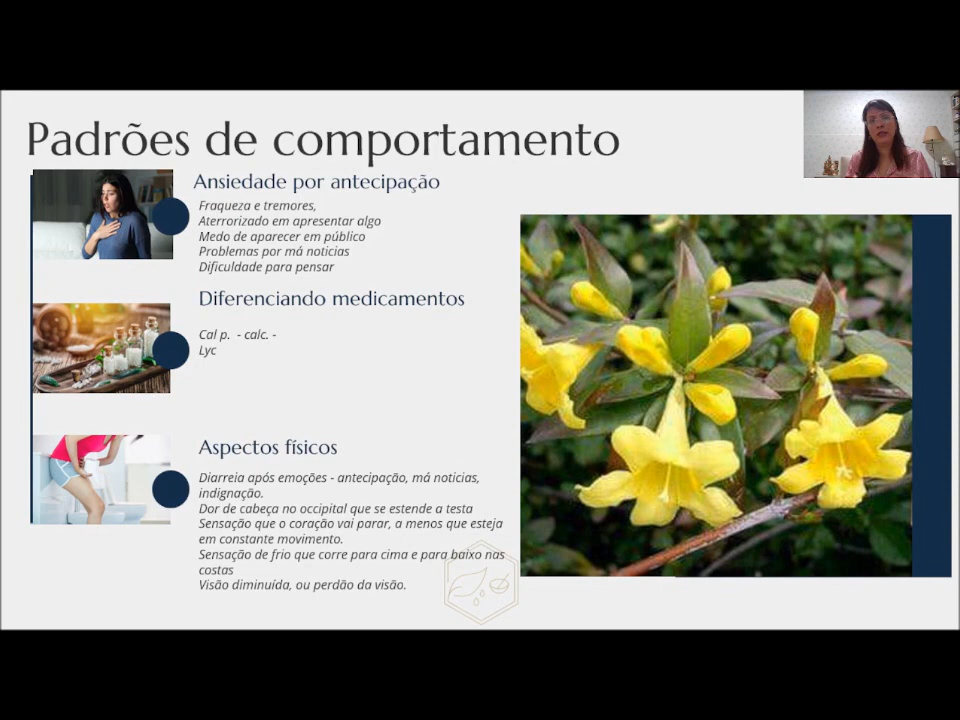 Padrões de comportamento
Ansiedade por antecipação
Fraqueza e tremores,
Aterrorizado em apresentar algo
Medo de aparecer em público
Problemas por má noticias
Dificuldade para pensar
Diferenciando medicamentos
Cal p. - calc. -
Lyc
Aspectos físicos
Diarreia após emoções - antecipação, má noticias,
indignação.
Dor de cabeça no occipital que se estende a testa
Sensação que o coração vai parar, a menos que esteja
em constante movimento.
Sensação de frio que corre para cima e para baixo nas
costas
Visão diminuída, ou perdão da visão.